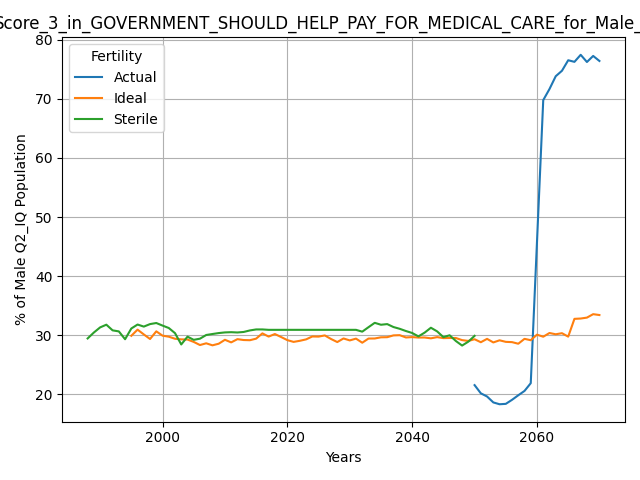 Score_3_in_GOVERNMENT_SHOULD_HELP_PAY_FOR_MEDICAL_CARE_for_Male_
80
70
60
50
40
30
20
% of Male Q2_IQ Population
Fertility
Actual
Ideal
Sterile
2000
2020
2040
2060
Years